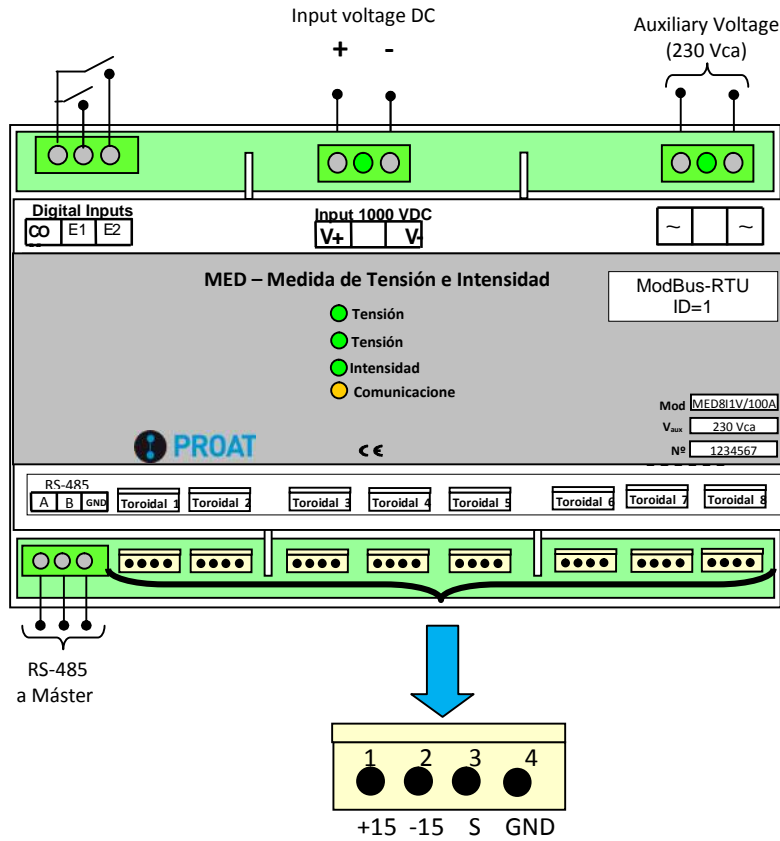 Input voltage DC
+ -
Auxiliary Voltage
(230 Vca)
Digital Inputs
CO E1 E2
Input 1000 VDC
V+ V-
~ ~
MED – Medida de Tensión e Intensidad
ModBus-RTU
ID=1
Tensión
Tensión
Intensidad
Comunicacione
Mod MED8I1V/100A
Vaux 230 Vca
Nº 1234567
PROAT
CE
RS-485
A B GND
Toroidal 1 Toroidal 2 Toroidal 3 Toroidal 4 Toroidal 5 Toroidal 6 Toroidal 7 Toroidal 8
RS-485
a Máster
1 2 3 4
+15 -15 S GND